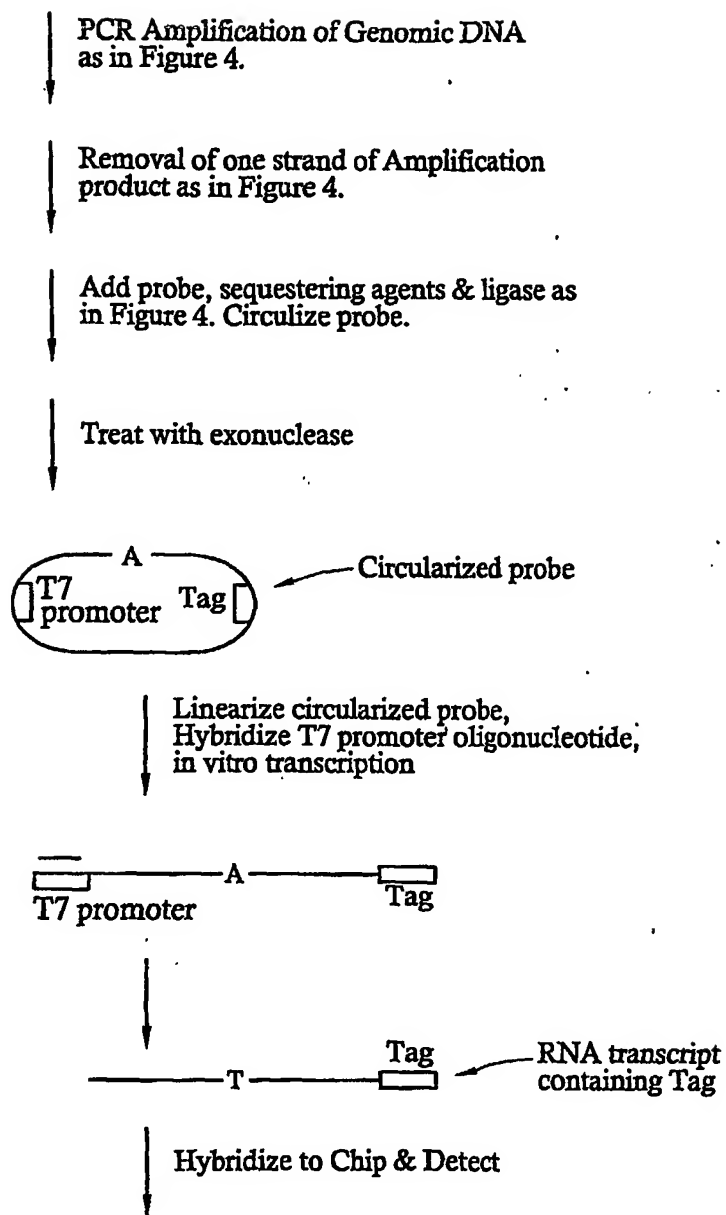 PCR Amplification of Genomic DNA
as in Figure 4.
Removal of one strand of Amplification
product as in Figure 4.
Add probe, sequestering agents & ligase as
in Figure 4. Circulize probe.
Treat with exonuclease
A
T7
promoter
Tag
Circularized probe
Linearize circularized probe,
Hybridize T7 promoter oligonucleotide,
in vitro transcription
A
T7 promoter
Tag
T
Tag
RNA transcript
containing Tag
Hybridize to Chip & Detect